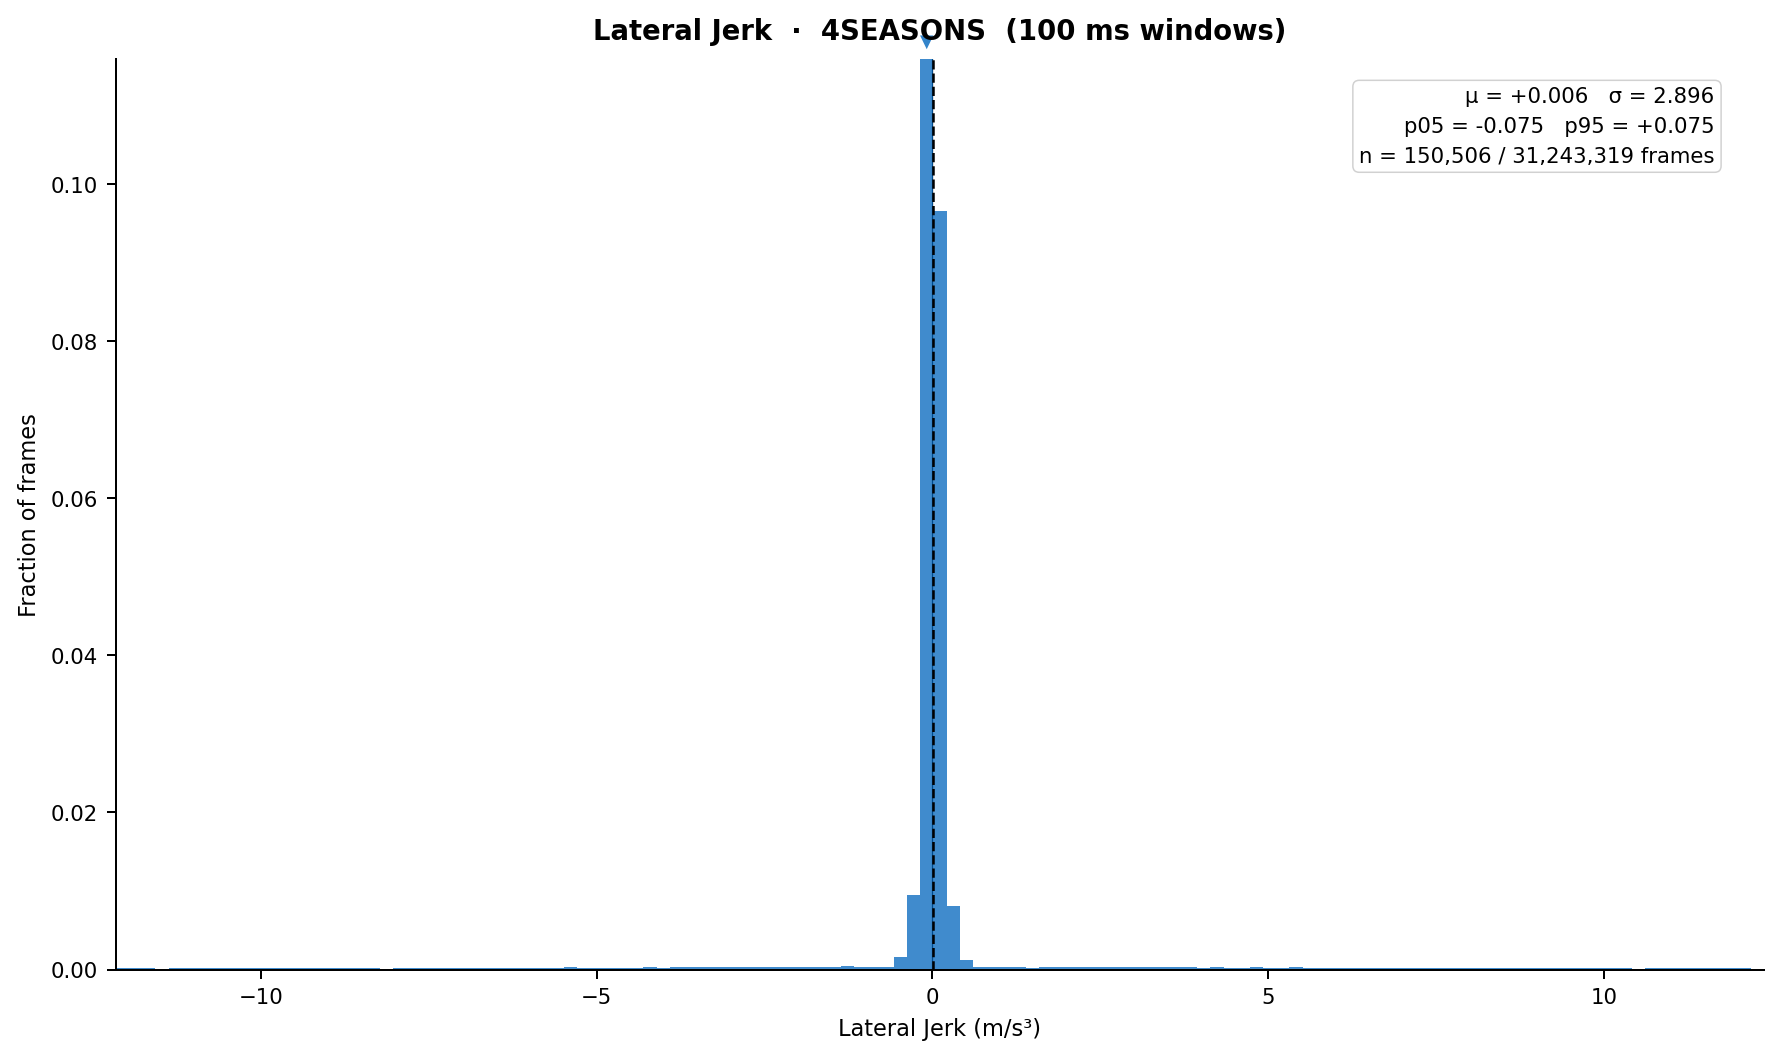 Lateral Jerk · 4SEASONS (100 ms windows)
μ = +0.006 σ = 2.896
p05 = -0.075 p95 = +0.075
n = 150,506 / 31,243,319 frames
Fraction of frames
0.10
0.08
0.06
0.04
0.02
0.00
−10
−5
0
5
10
Lateral Jerk (m/s³)